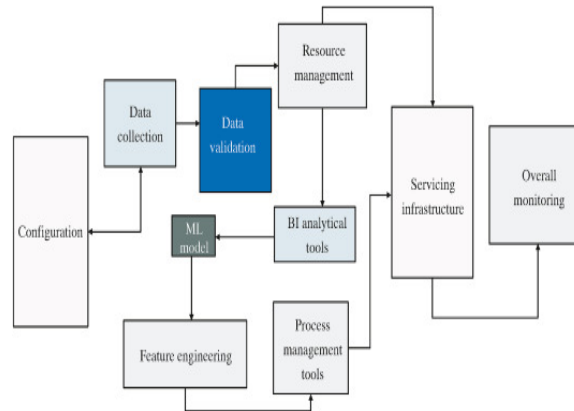 Resource
management
Data
collection
Data
validation
Configuration
Servicing
infrastructure
Overall
monitoring
ML
model
BI analytical
tools
Feature engineering
Process
management
tools